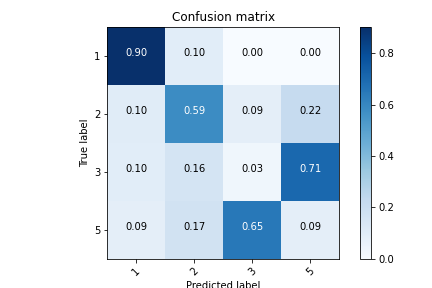 Confusion matrix
1 0.90 0.10 0.00 0.00
2 0.10 0.59 0.09 0.22
3 0.10 0.16 0.03 0.71
5 0.09 0.17 0.65 0.09
1 2 3 5
True label
Predicted label
0.8
0.6
0.4
0.2
0.0